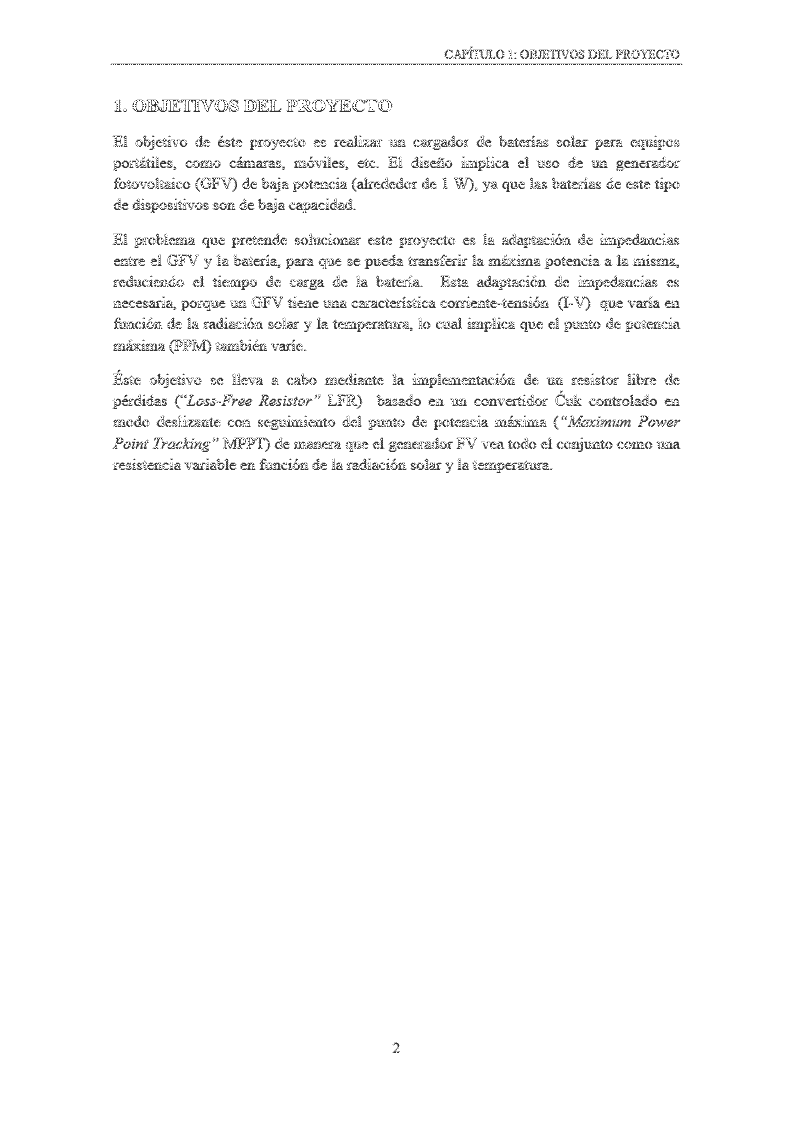 CAPÍTULO 1: OBJETIVOS DEL PROYECTO
1. OBJETIVOS DEL PROYECTO
El objetivo de éste proyecto es realizar un cargador de baterías solar para equipos
portátiles, como cámaras, móviles, etc. El diseño implica el uso de un generador
fotovoltaico (GFV) de baja potencia (alrededor de 1 W), ya que las baterías de este tipo
de dispositivos son de baja capacidad.
El problema que pretende solucionar este proyecto es la adaptación de impedancias
entre el GFV y la batería, para que se pueda transferir la máxima potencia a la misma,
reduciendo el tiempo de carga de la batería. Esta adaptación de impedancias es
necesaria, porque un GFV tiene una característica corriente-tensión (I-V) que varía en
función de la radiación solar y la temperatura, lo cual implica que el punto de potencia
máxima (PPM) también varíe.
Éste objetivo se lleva a cabo mediante la implementación de un resistor libre de
pérdidas ("Loss-Free Resistor" LFR) basado en un convertidor Ćuk controlado en
modo deslizante con seguimiento del punto de potencia máxima ("Maximum Power
Point Tracking" MPPT) de manera que el generador FV vea todo el conjunto como una
resistencia variable en función de la radiación solar y la temperatura.
2